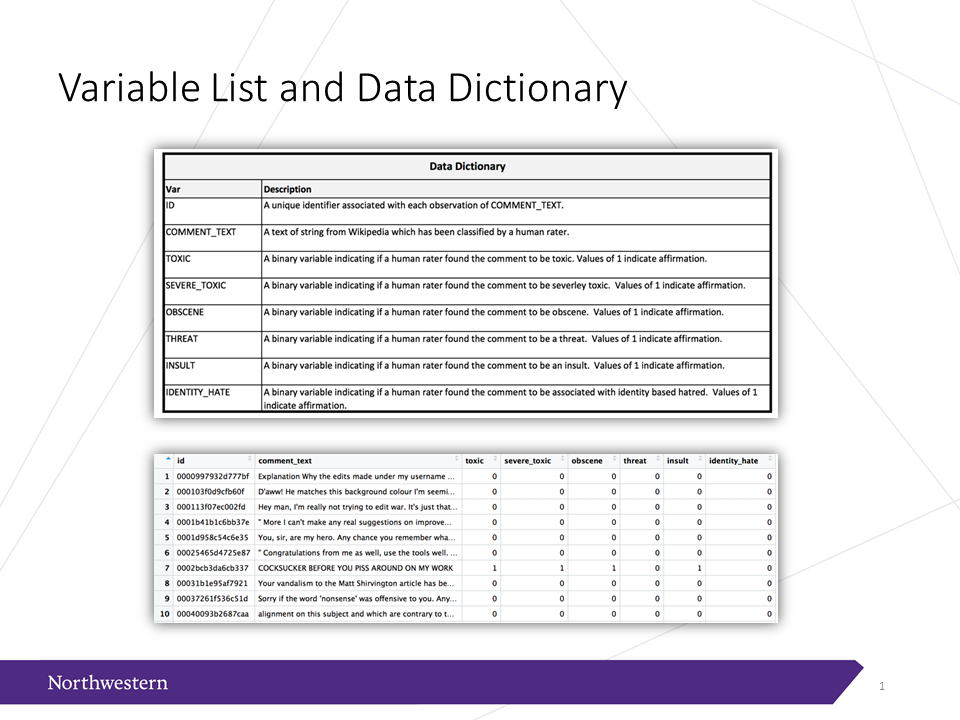 Variable List and Data Dictionary
Data Dictionary
Var Description
ID A unique identifier associated with each observation of COMMENT_TEXT.
COMMENT_TEXT A text of string from Wikipedia which has been classified by a human rater.
TOXIC A binary variable indicating if a human rater found the comment to be toxic. Values of 1 indicate affirmation.
SEVERE_TOXIC A binary variable indicating if a human rater found the comment to be severley toxic. Values of 1 indicate affirmation.
OBSCENE A binary variable indicating if a human rater found the comment to be obscene. Values of 1 indicate affirmation.
THREAT A binary variable indicating if a human rater found the comment to be a threat. Values of 1 indicate affirmation.
INSULT A binary variable indicating if a human rater found the comment to be an insult. Values of 1 indicate affirmation.
IDENTITY_HATE A binary variable indicating if a human rater found the comment to be associated with identity based hatred. Values of 1
indicate affirmation.
id comment_text toxic severe_toxic obscene threat insult identity_hate
1 0000997932d777bf Explanation Why the edits made under my username ... 0 0 0 0 0 0
2 000103f0d9cfb60f D'aww! He matches this background colour I'm seemi... 0 0 0 0 0 0
3 000113f07ec002fd Hey man, I'm really not trying to edit war. It's just that... 0 0 0 0 0 0
4 0001b41b1c6bb37e " More I can't make any real suggestions on improve... 0 0 0 0 0 0
5 0001d958c54c6e35 You, sir, are my hero. Any chance you remember wha... 0 0 0 0 0 0
6 00025465d4725e87 " Congratulations from me as well, use the tools well. ... 0 0 0 0 0 0
7 0002bcb3da6cb337 COCKSUCKER BEFORE YOU PISS AROUND ON MY WORK 1 1 1 0 1 0
8 00031b1e95af7921 Your vandalism to the Matt Shirvington article has be... 0 0 0 0 0 0
9 00037261f536c51d Sorry if the word 'nonsense' was offensive to you. Any... 0 0 0 0 0 0
10 00040093b2687caa alignment on this subject and which are contrary to t... 0 0 0 0 0 0
Northwestern
1